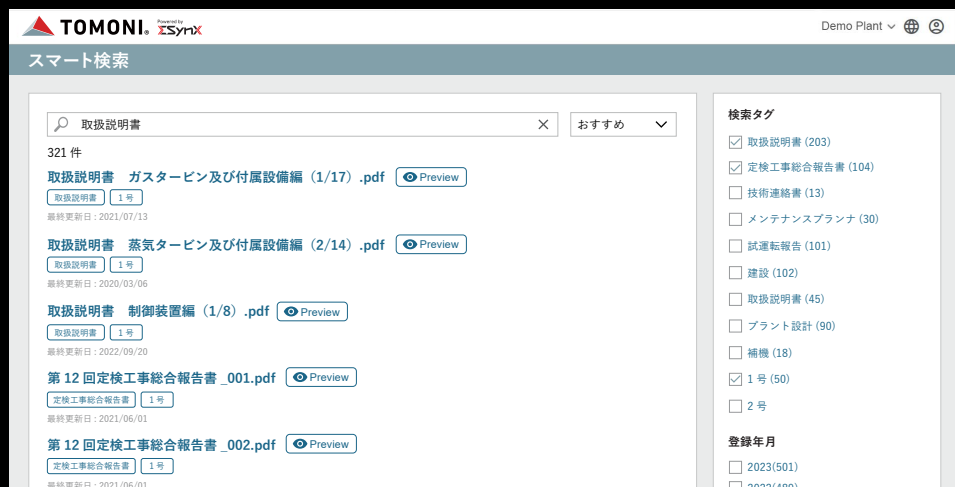 TOMONI® Powered by ΣSynX
Demo Plant
スマート検索
取扱説明書
おすすめ
321 件
取扱説明書　ガスタービン及び付属設備編（1/17）.pdf Preview
取扱説明書 1 号
最終更新日 : 2021/07/13
取扱説明書　蒸気タービン及び付属設備編（2/14）.pdf Preview
取扱説明書 1 号
最終更新日 : 2020/03/06
取扱説明書　制御装置編（1/8）.pdf Preview
取扱説明書 1 号
最終更新日 : 2022/09/20
第 12 回定検工事総合報告書 _001.pdf Preview
定検工事総合報告書 1 号
最終更新日 : 2021/06/01
第 12 回定検工事総合報告書 _002.pdf Preview
定検工事総合報告書 1 号
最終更新日 : 2021/06/01
検索タグ
取扱説明書 (203)
定検工事総合報告書 (104)
技術連絡書 (13)
メンテナンスプランナ (30)
試運転報告 (101)
建設 (102)
取扱説明書 (45)
プラント設計 (90)
補機 (18)
1 号 (50)
2 号
登録年月
2023(501)